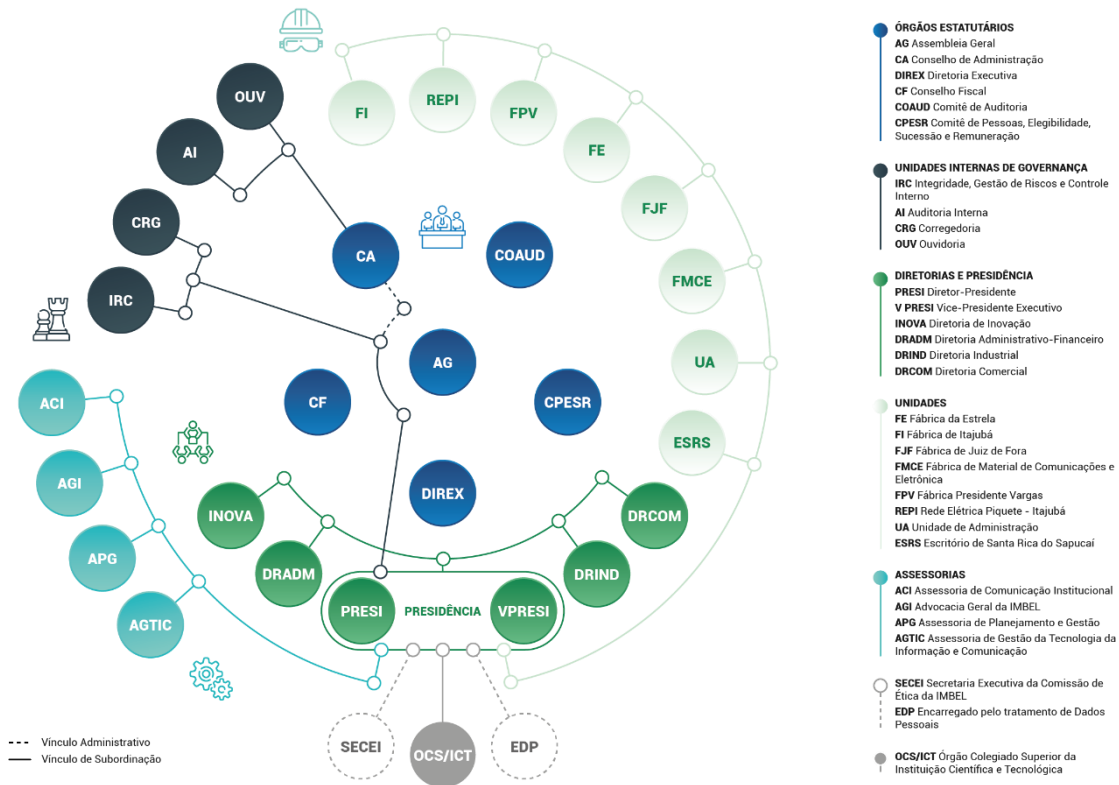 OUV
AI
CRG
IRC
FI
REPI
FPV
FE
FJF
FMCE
UA
ESRS
CA
COAUD
AG
CF
CPESR
DIREX
ACI
AGI
APG
AGTIC
INOVA
DRADM
DRCOM
DRIND
PRESI
PRESIDÊNCIA
VPRESI
SECEI
OCS/ICT
EDP
Vínculo Administrativo
Vínculo de Subordinação
ÓRGÃOS ESTATUTÁRIOS
AG Assembleia Geral
CA Conselho de Administração
DIREX Diretoria Executiva
CF Conselho Fiscal
COAUD Comitê de Auditoria
CPESR Comitê de Pessoas, Elegibilidade,
Sucessão e Remuneração
UNIDADES INTERNAS DE GOVERNANÇA
IRC Integridade, Gestão de Riscos e Controle
Interno
AI Auditoria Interna
CRG Corregedoria
OUV Ouvidoria
DIRETORIAS E PRESIDÊNCIA
PRESI Diretor-Presidente
V PRESI Vice-Presidente Executivo
INOVA Diretoria de Inovação
DRADM Diretoria Administrativo-Financeiro
DRIND Diretoria Industrial
DRCOM Diretoria Comercial
UNIDADES
FE Fábrica da Estrela
FI Fábrica de Itajubá
FJF Fábrica de Juiz de Fora
FMCE Fábrica de Material de Comunicações e
Eletrônica
FPV Fábrica Presidente Vargas
REPI Rede Elétrica Piquete - Itajubá
UA Unidade de Administração
ESRS Escritório de Santa Rica do Sapucaí
ASSESSORIAS
ACI Assessoria de Comunicação Institucional
AGI Advocacia Geral da IMBEL
APG Assessoria de Planejamento e Gestão
AGTIC Assessoria de Gestão da Tecnologia da
Informação e Comunicação
SECEI Secretaria Executiva da Comissão de
Ética da IMBEL
EDP Encarregado pelo tratamento de Dados
Pessoais
OCS/ICT Órgão Colegiado Superior da
Instituição Científica e Tecnológica